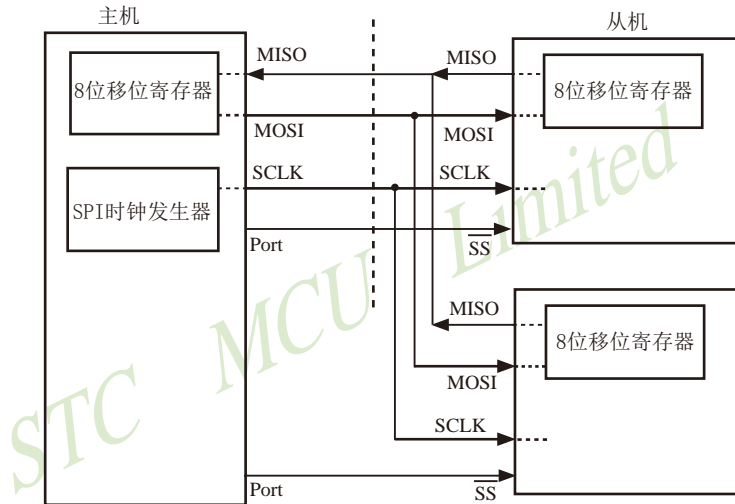 主机
从机
MISO
MISO
8位移位寄存器
8位移位寄存器
MOSI
MOSI
SCLK
SCLK
SPI时钟发生器
Port
SS
MISO
8位移位寄存器
MOSI
SCLK
Port
SS
STC MCU Limited